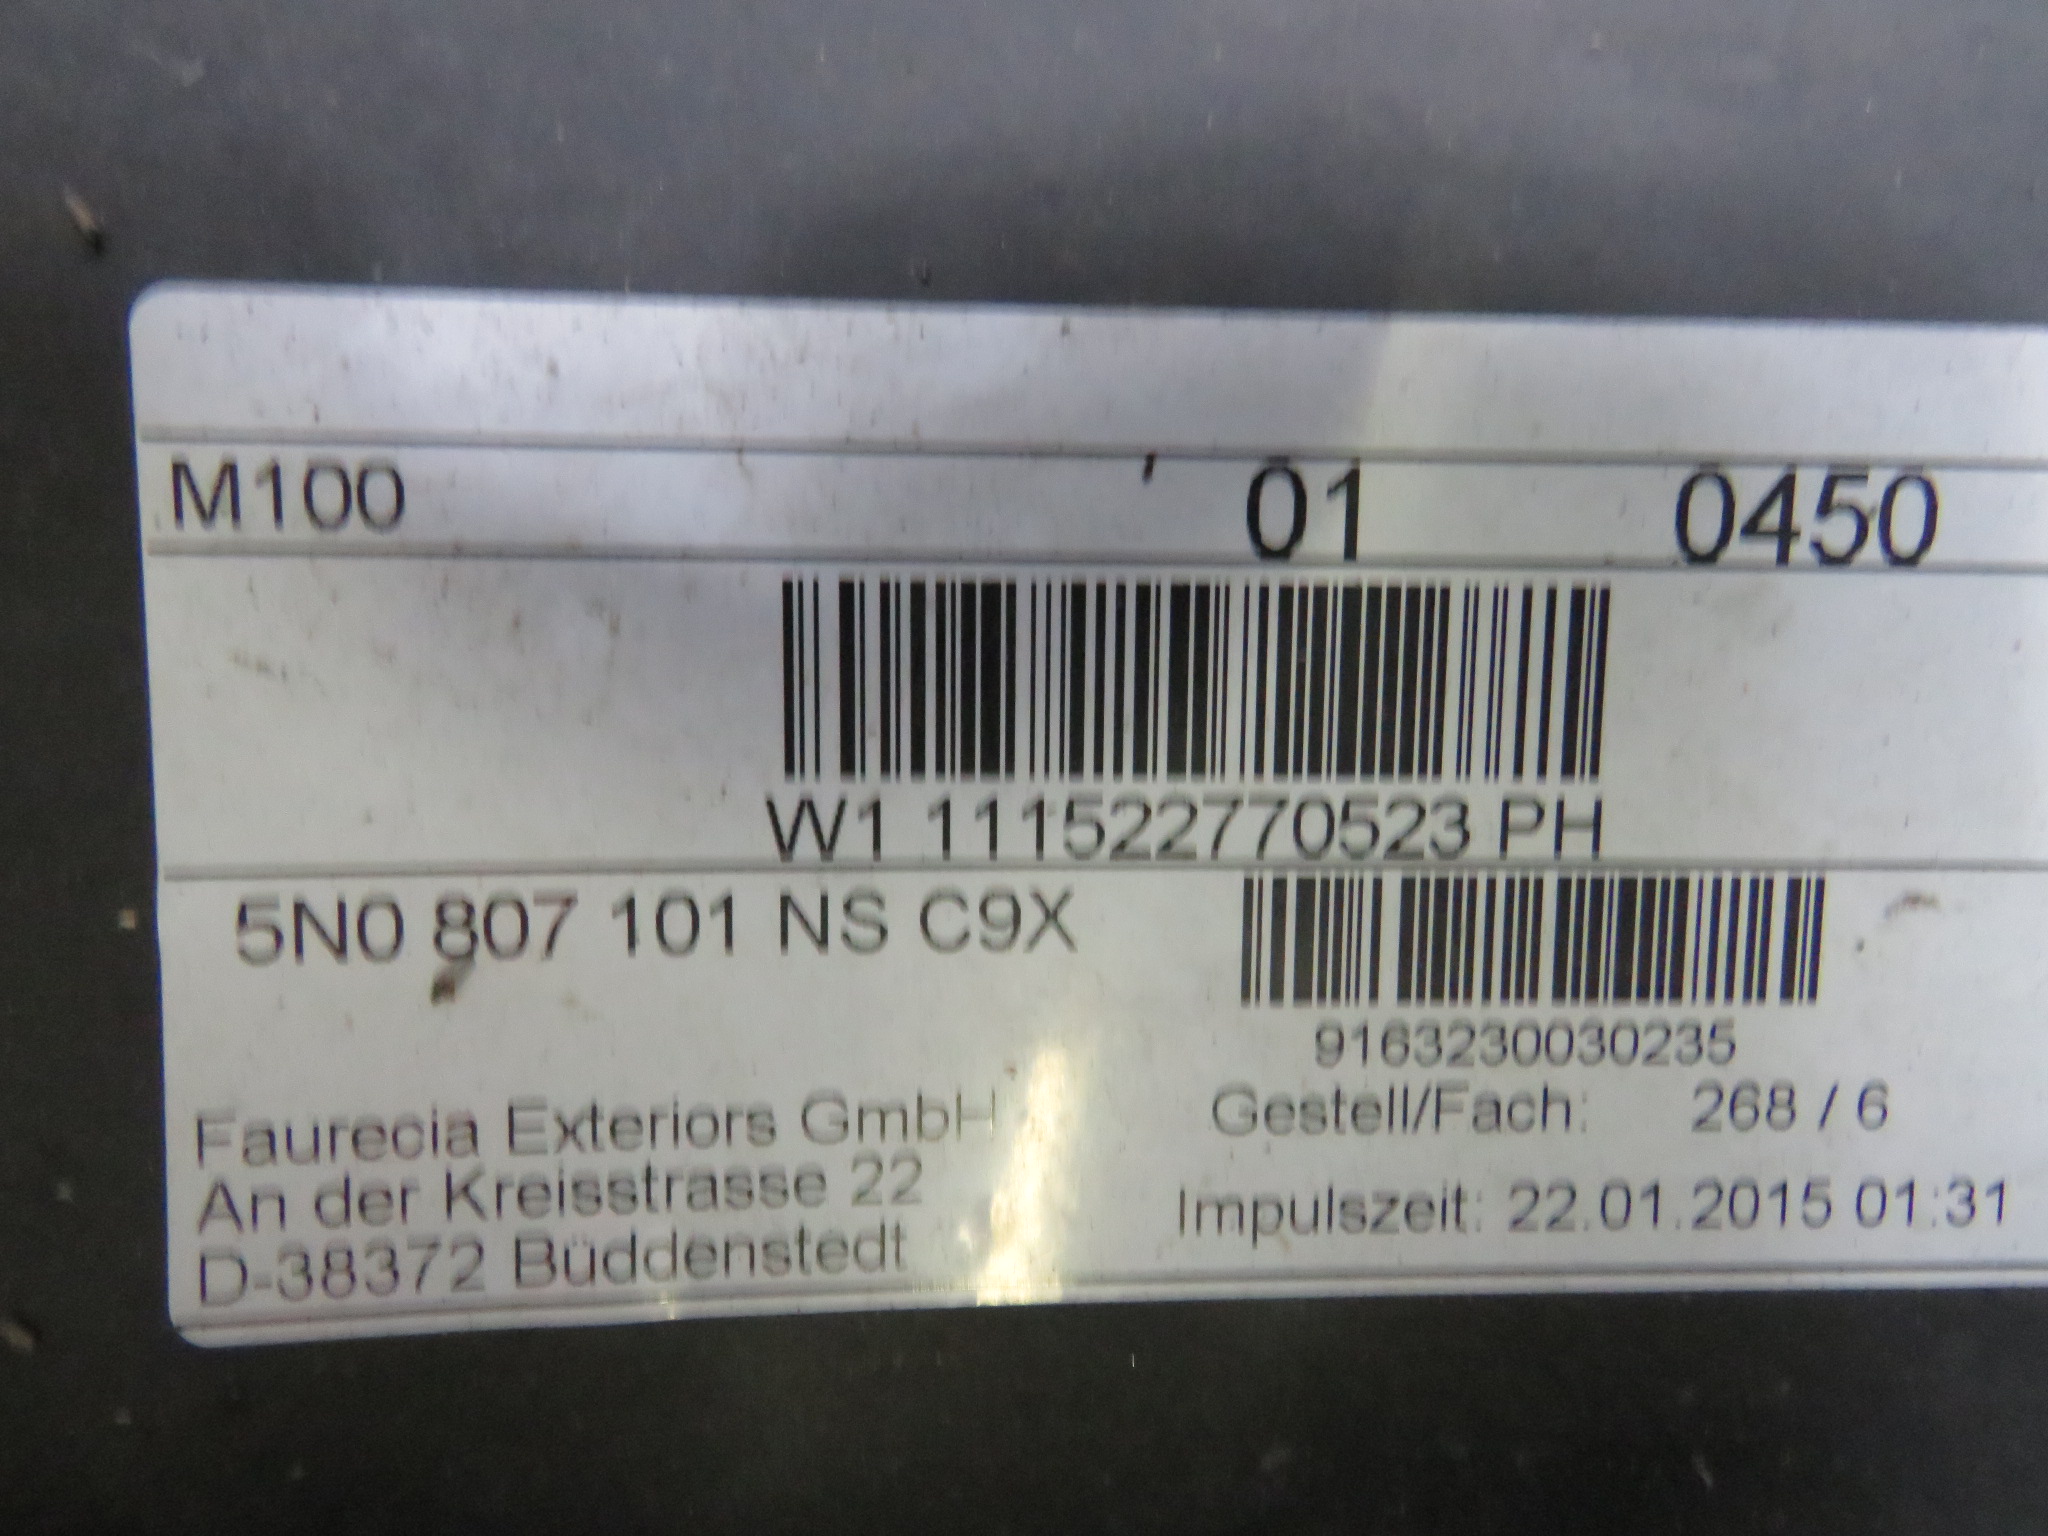 M100 01 0450
W1 111522770523 PH
5N0 807 101 NS C9X
9163230030235
Faurecia Exteriors GmbH
An der Kreisstrasse 22
D-38372 Büddenstedt
Gestell/Fach: 268 / 6
Impulszeit: 22.01.2015 01:31